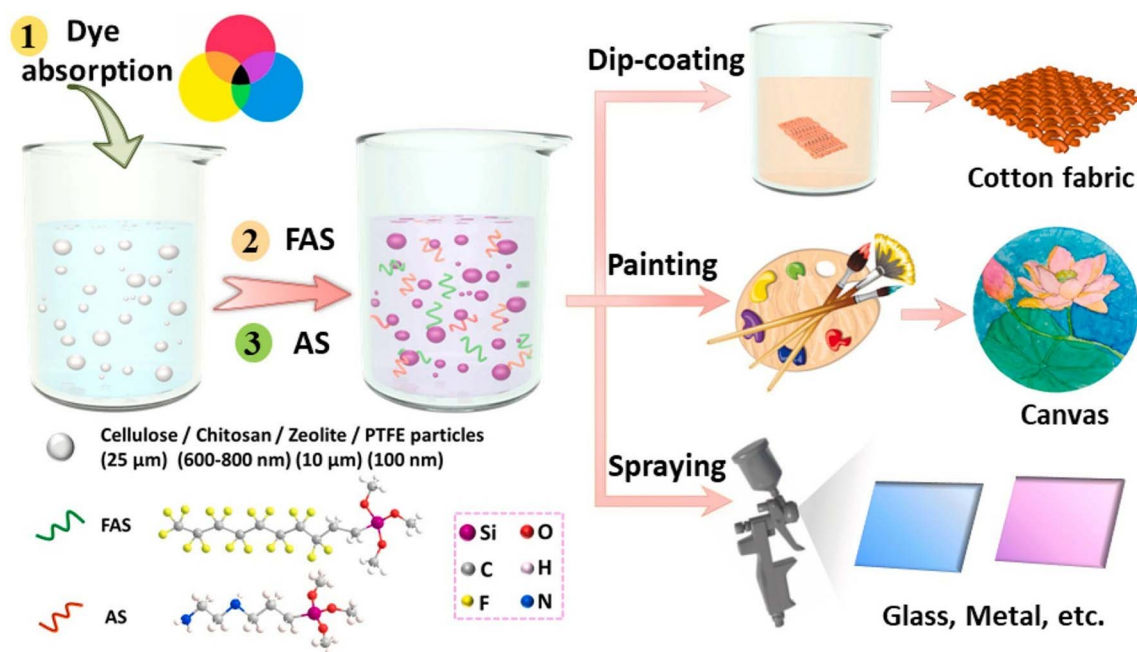 1 Dye
absorption
2 FAS
3 AS
Cellulose / Chitosan / Zeolite / PTFE particles
(25 μm) (600-800 nm) (10 μm) (100 nm)
FAS
AS
Si O
C H
F N
Dip-coating
Cotton fabric
Painting
Canvas
Spraying
Glass, Metal, etc.